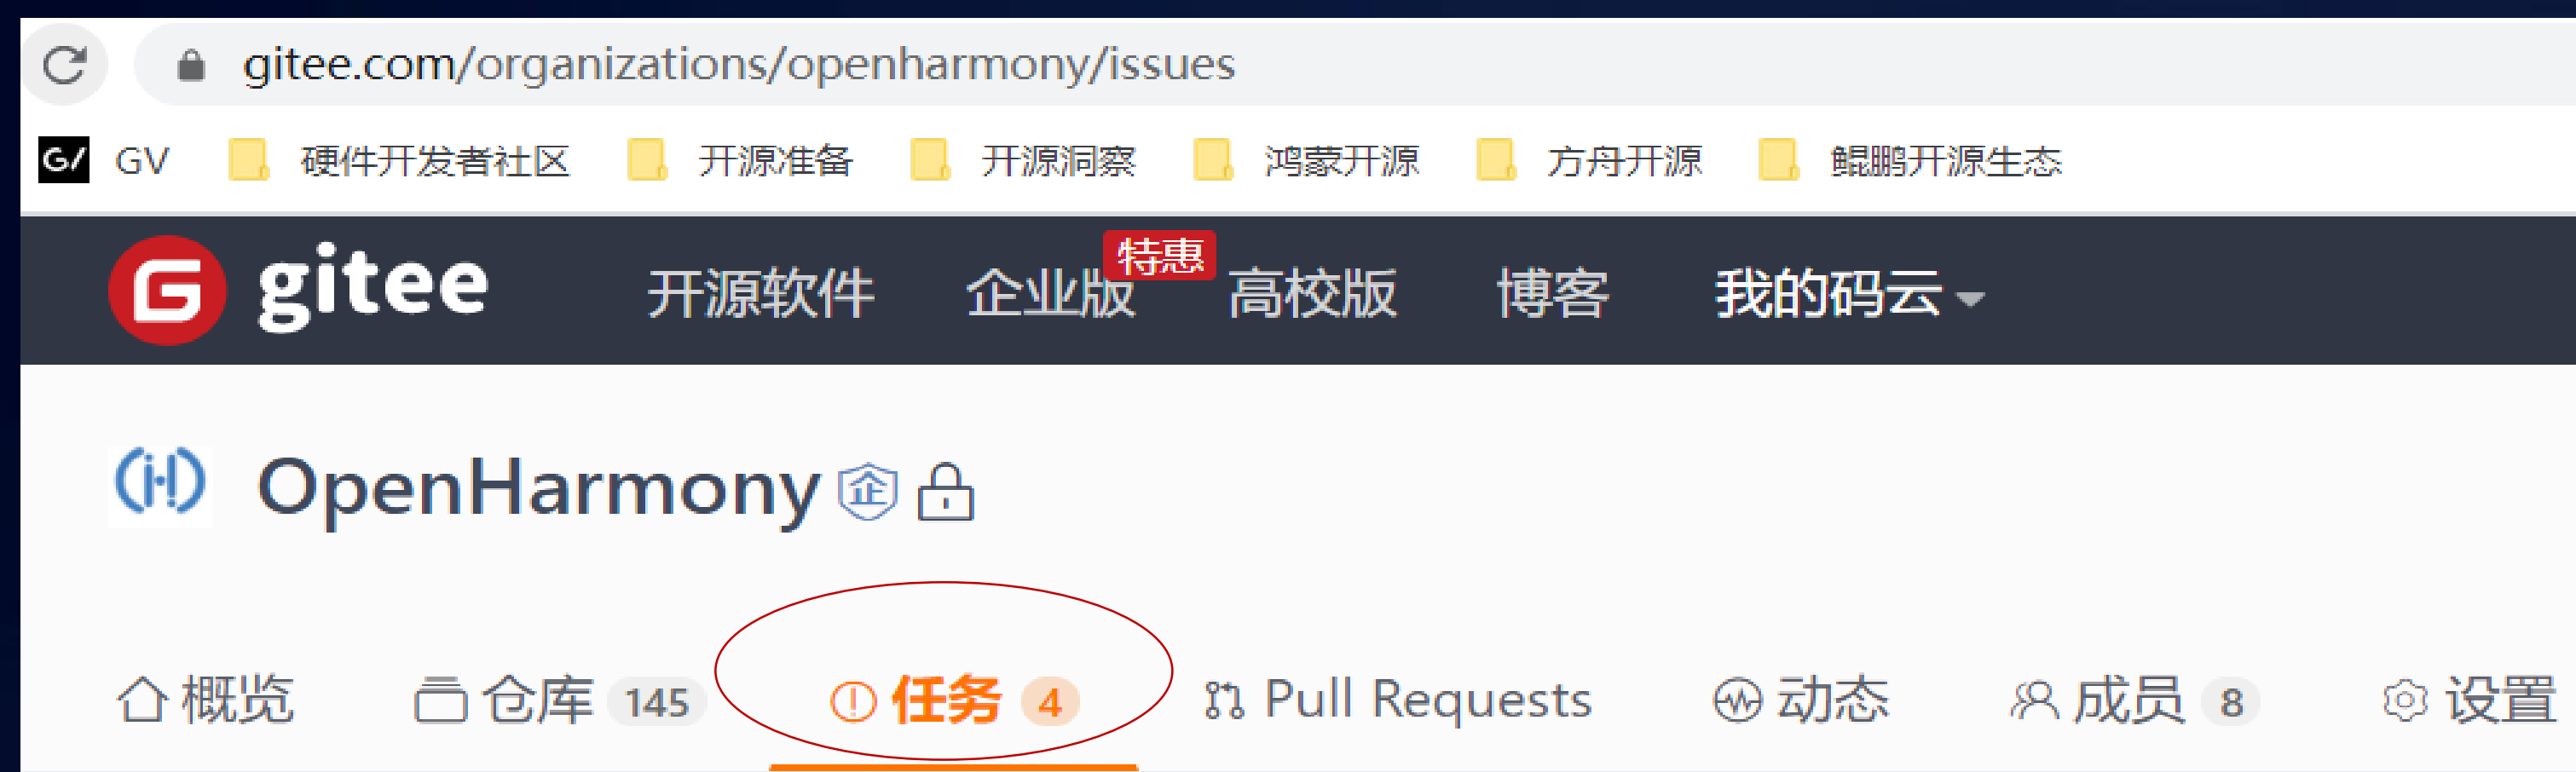 gitee.com/organizations/openharmony/issues
G/ GV 硬件开发者社区 开源准备 开源洞察 鸿蒙开源 方舟开源 鲲鹏开源生态
特惠
G gitee 开源软件 企业版 高校版 博客 我的码云
OpenHarmony 企
概览 仓库 145 任务 4 Pull Requests 动态 成员 8 设置